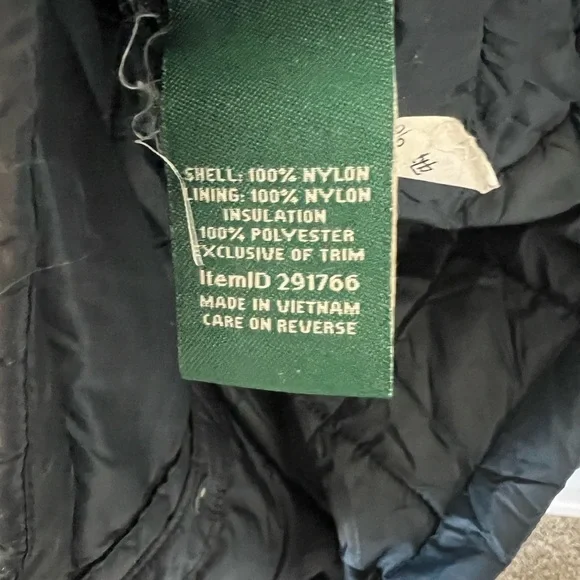 SHELL: 100% NYLON
LINING: 100% NYLON
INSULATION
100% POLYESTER
EXCLUSIVE OF TRIM
ItemID 291766
MADE IN VIETNAM
CARE ON REVERSE